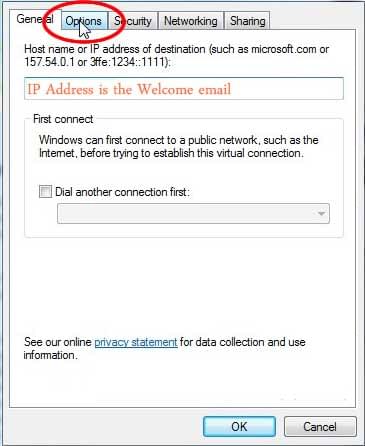 General Options Security Networking Sharing
Host name or IP address of destination (such as microsoft.com or
157.54.0.1 or 3ffe:1234::1111):
IP Address is the Welcome email
First connect
Windows can first connect to a public network, such as the
Internet, before trying to establish this virtual connection.
Dial another connection first:
See our online privacy statement for data collection and use
information.
OK Cancel